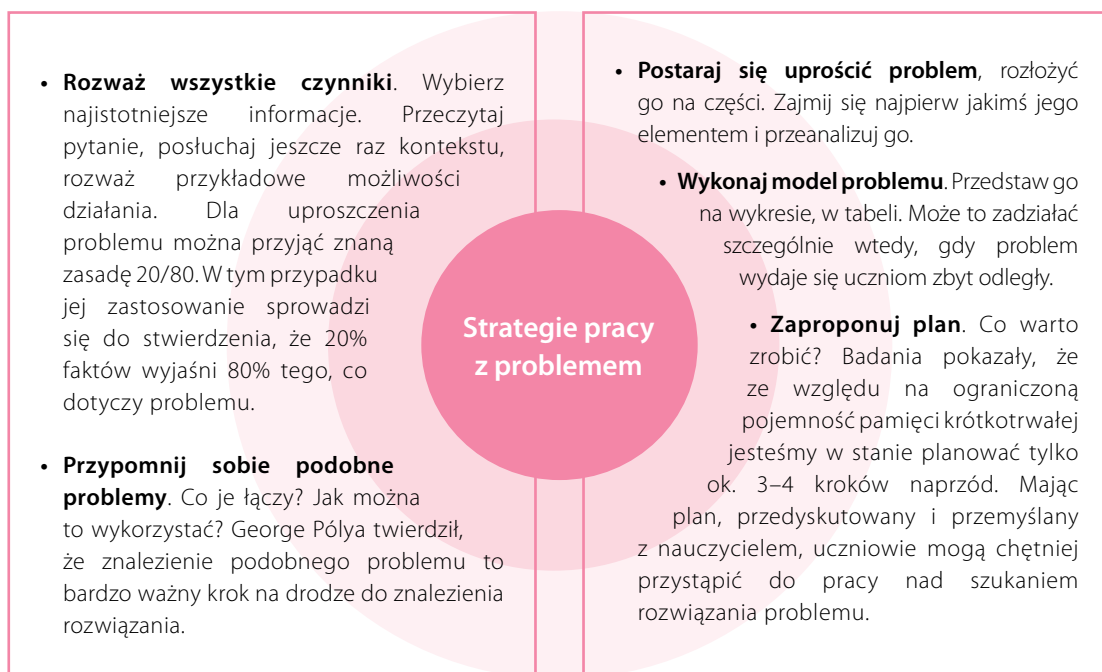 • Rozważ wszystkie czynniki. Wybierz
najistotniejsze informacje. Przeczytaj
pytanie, posłuchaj jeszcze raz kontekstu,
rozważ przykładowe możliwości
działania. Dla uproszczenia
problemu można przyjąć znaną
zasadę 20/80. W tym przypadku
jej zastosowanie sprowadzi
się do stwierdzenia, że 20%
faktów wyjaśni 80% tego, co
dotyczy problemu.
• Przypomnij sobie podobne
problemy. Co je łączy? Jak można
to wykorzystać? George Pólya twierdził,
że znalezienie podobnego problemu to
bardzo ważny krok na drodze do znalezienia
rozwiązania.
Strategie pracy
z problemem
• Postaraj się uprościć problem, rozłożyć
go na części. Zajmij się najpierw jakimś jego
elementem i przeanalizuj go.
• Wykonaj model problemu. Przedstaw go
na wykresie, w tabeli. Może to zadziałać
szczególnie wtedy, gdy problem
wydaje się uczniom zbyt odległy.
• Zaproponuj plan. Co warto
zrobić? Badania pokazały, że
ze względu na ograniczoną
pojemność pamięci krótkotrwałej
jesteśmy w stanie planować tylko
ok. 3–4 kroków naprzód. Mając
plan, przedyskutowany i przemyślany
z nauczycielem, uczniowie mogą chętniej
przystąpić do pracy nad szukaniem
rozwiązania problemu.